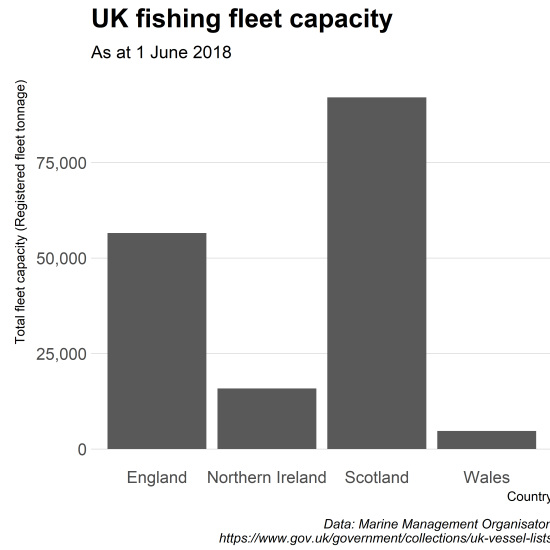 UK fishing fleet capacity
As at 1 June 2018
Total fleet capacity (Registered fleet tonnage)
75,000
50,000
25,000
0
England Northern Ireland Scotland Wales
Country
Data: Marine Management Organisator
https://www.gov.uk/government/collections/uk-vessel-lists